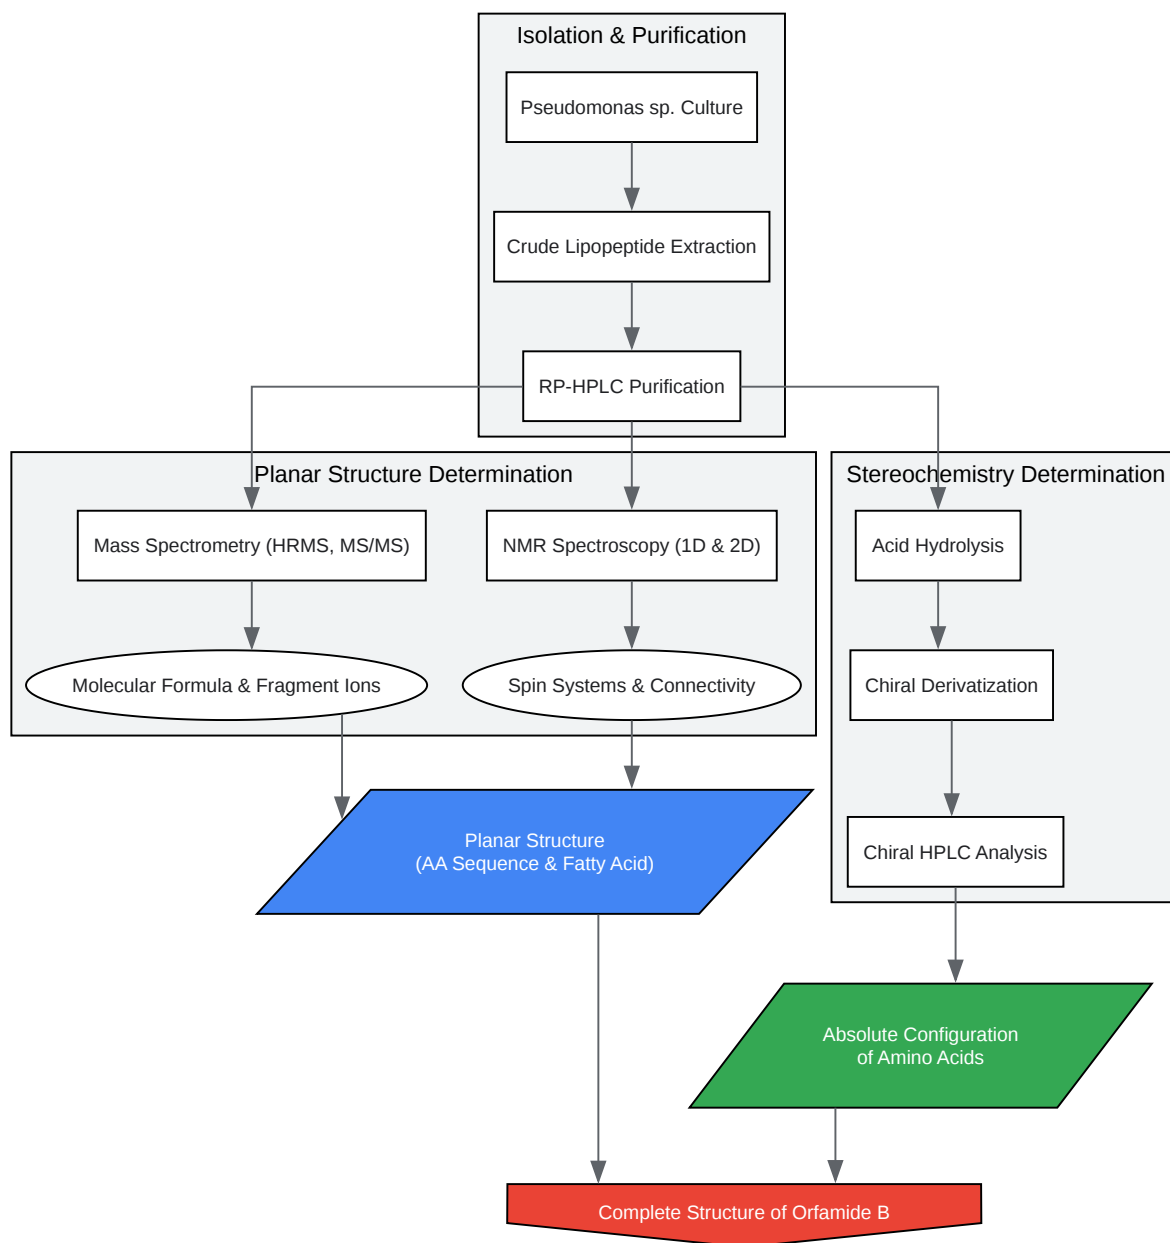 Isolation & Purification
Pseudomonas sp. Culture
Crude Lipopeptide Extraction
RP-HPLC Purification
Planar Structure Determination
Stereochemistry Determination
Mass Spectrometry (HRMS, MS/MS)
NMR Spectroscopy (1D & 2D)
Acid Hydrolysis
Molecular Formula & Fragment Ions
Spin Systems & Connectivity
Chiral Derivatization
Planar Structure
(AA Sequence & Fatty Acid)
Chiral HPLC Analysis
Absolute Configuration
of Amino Acids
Complete Structure of Orfamide B